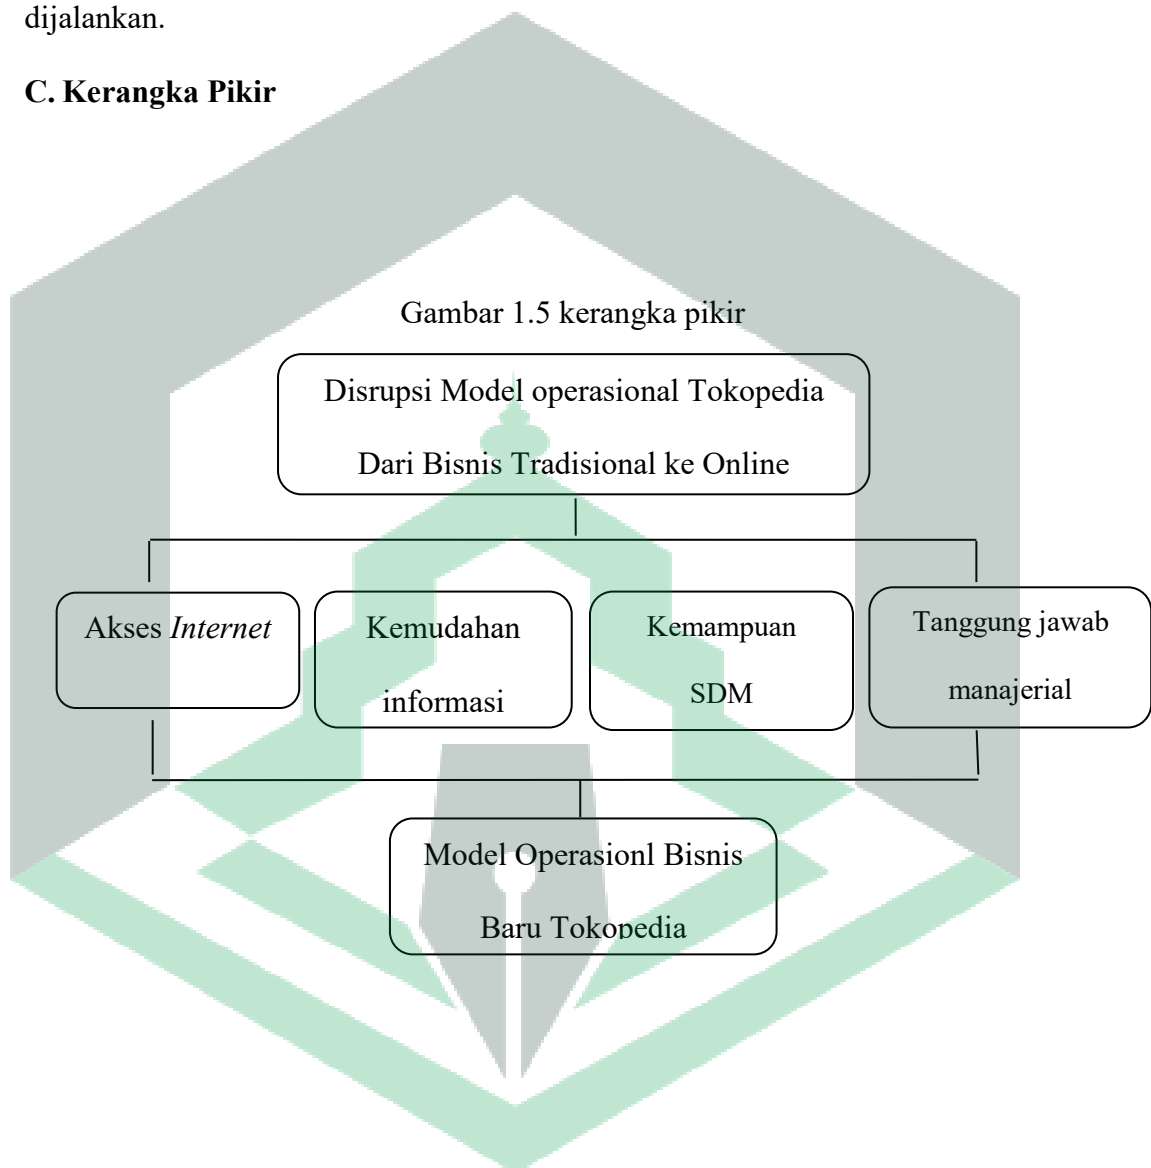 dijalankan.
C. Kerangka Pikir
Gambar 1.5 kerangka pikir
Disrupsi Model operasional Tokopedia
Dari Bisnis Tradisional ke Online
Akses Internet
Kemudahan
informasi
Kemampuan
SDM
Tanggung jawab
manajerial
Model Operasionl Bisnis
Baru Tokopedia